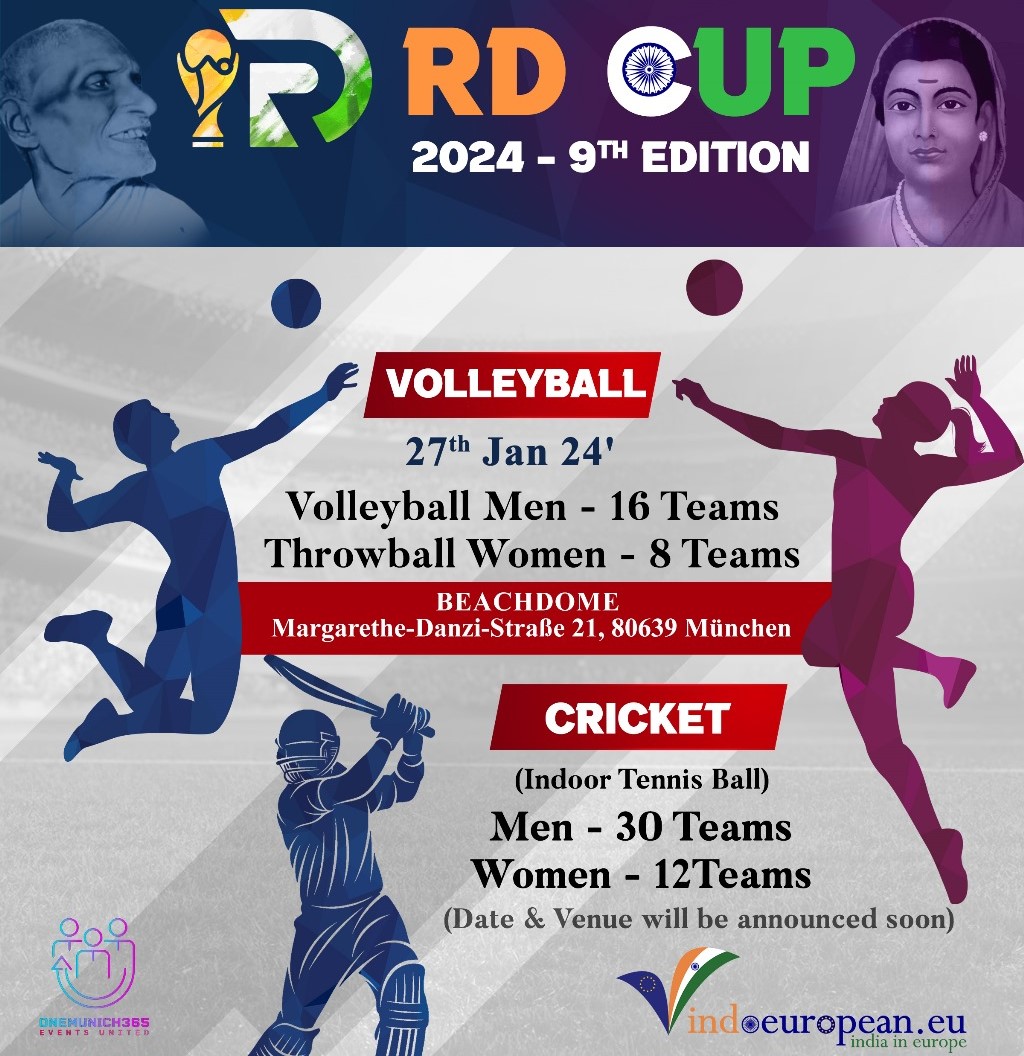 RD CUP
2024 - 9TH EDITION
VOLLEYBALL
27th Jan 24'
Volleyball Men - 16 Teams
Throwball Women - 8 Teams
BEACHDOME
Margarethe-Danzi-Straße 21, 80639 München
CRICKET
(Indoor Tennis Ball)
Men - 30 Teams
Women - 12Teams
(Date & Venue will be announced soon)
ONEMUNICH365
EVENTS UNITED
indoeuropean.eu
india in europe